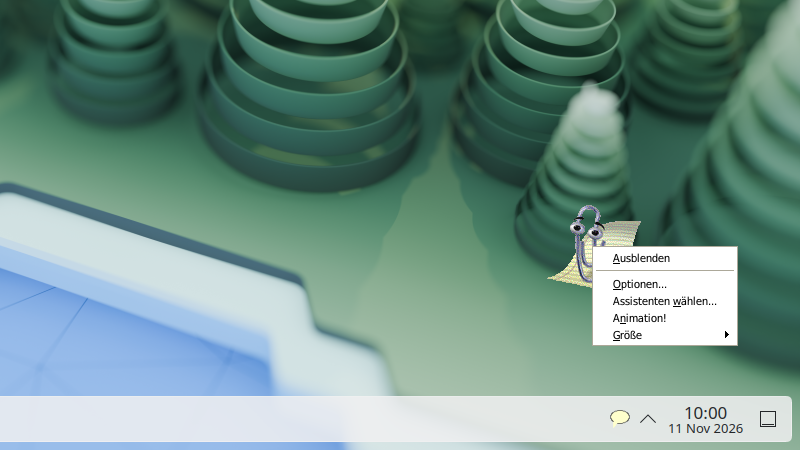 Ausblenden
Optionen...
Assistenten wählen...
Animation!
Größe
10:00
11 Nov 2026